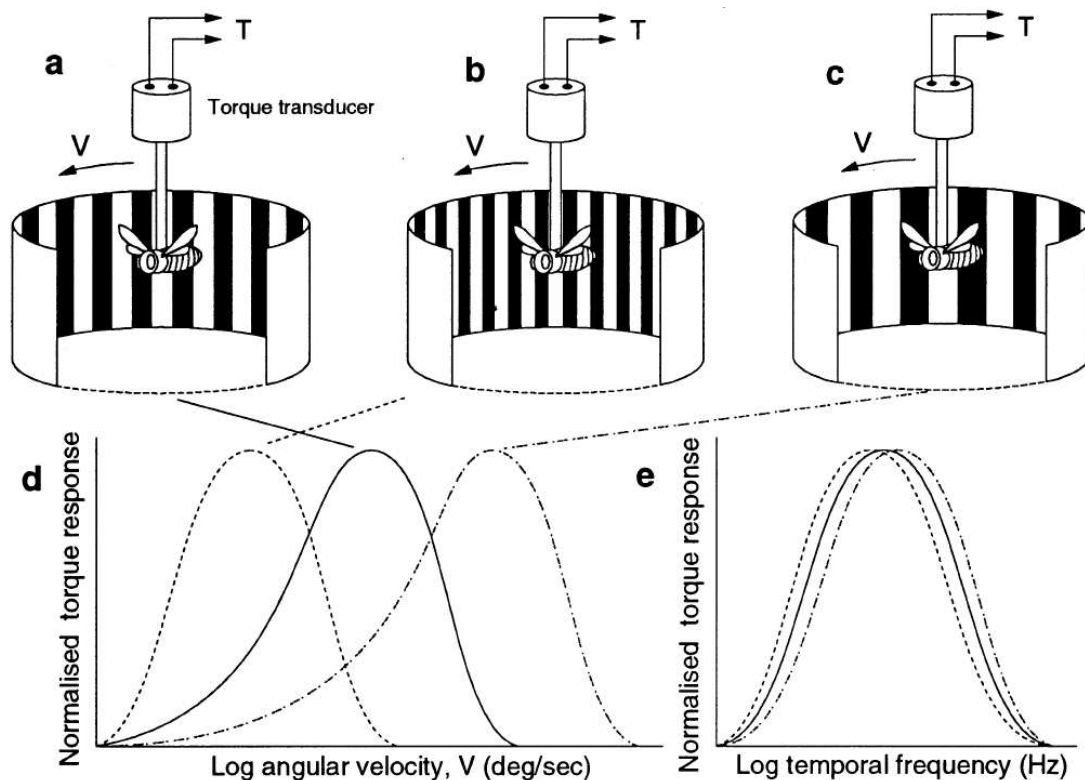 T
T
T
a
b
c
Torque transducer
V
V
V
d
Normalised torque response
Log angular velocity, V (deg/sec)
e
Normalised torque response
Log temporal frequency (Hz)